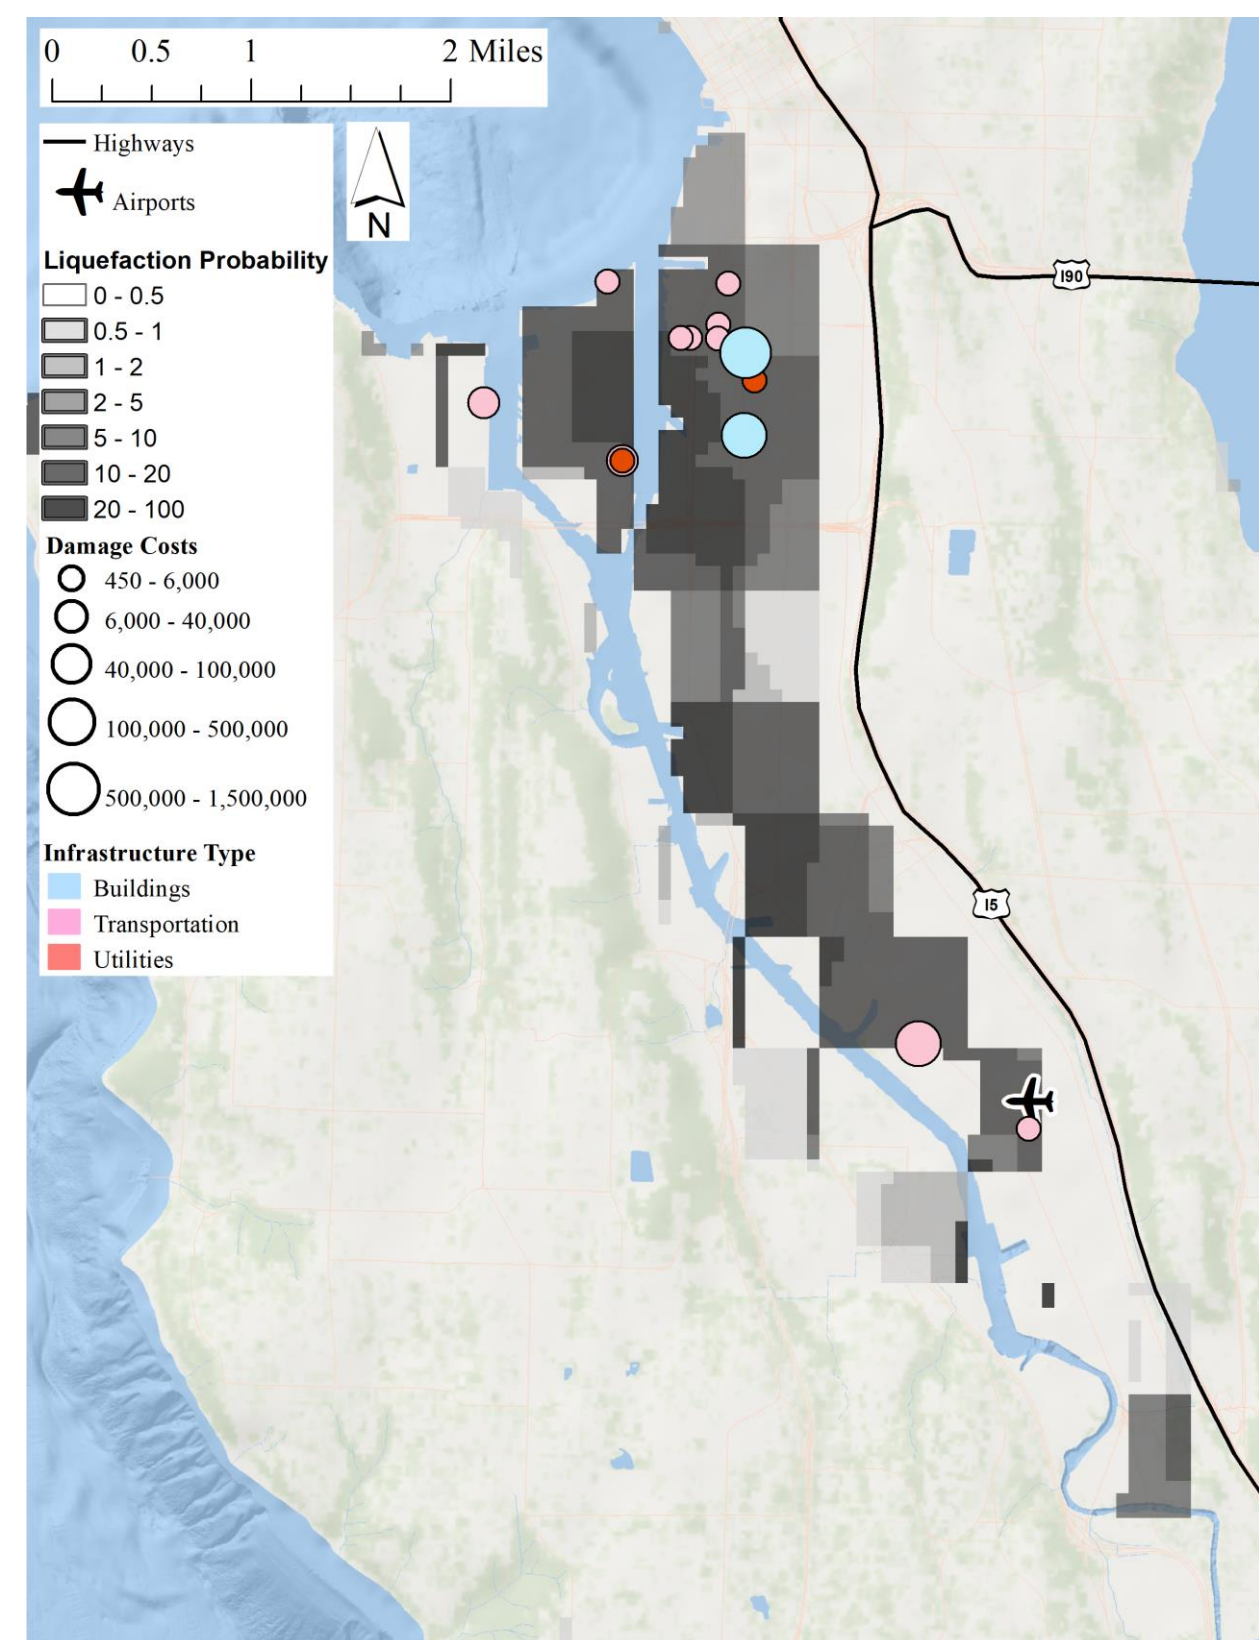 0 0.5 1 2 Miles
Highways
Airports
N
Liquefaction Probability
0 - 0.5
0.5 - 1
1 - 2
2 - 5
5 - 10
10 - 20
20 - 100
Damage Costs
450 - 6,000
6,000 - 40,000
40,000 - 100,000
100,000 - 500,000
500,000 - 1,500,000
Infrastructure Type
Buildings
Transportation
Utilities
I90
I5